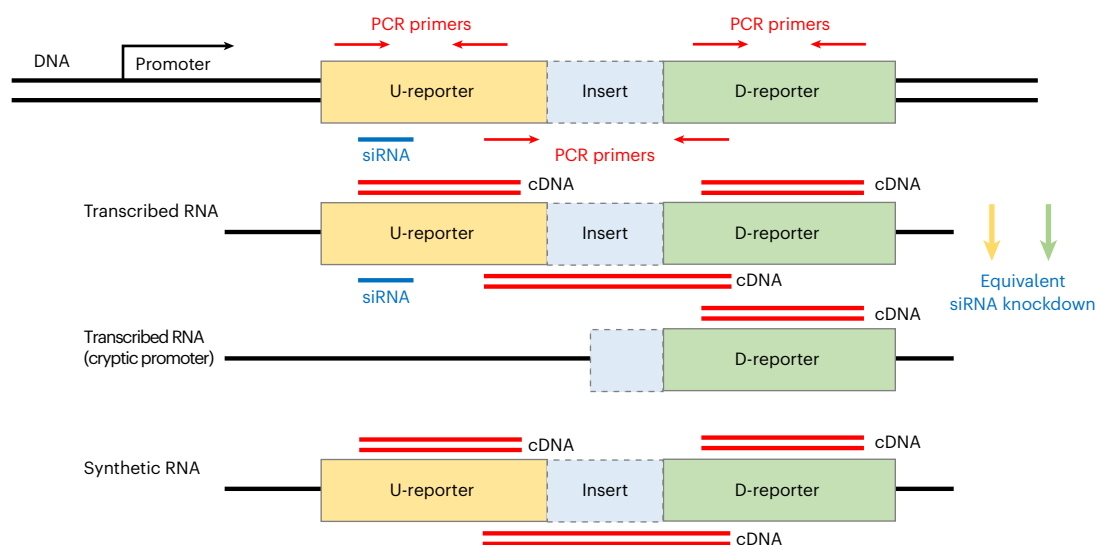 PCR primers
PCR primers
DNA
Promoter
U-reporter
Insert
D-reporter
siRNA
PCR primers
cDNA
cDNA
Transcribed RNA
U-reporter
Insert
D-reporter
siRNA
cDNA
Equivalent
siRNA knockdown
cDNA
Transcribed RNA
(cryptic promoter)
D-reporter
cDNA
cDNA
Synthetic RNA
U-reporter
Insert
D-reporter
cDNA